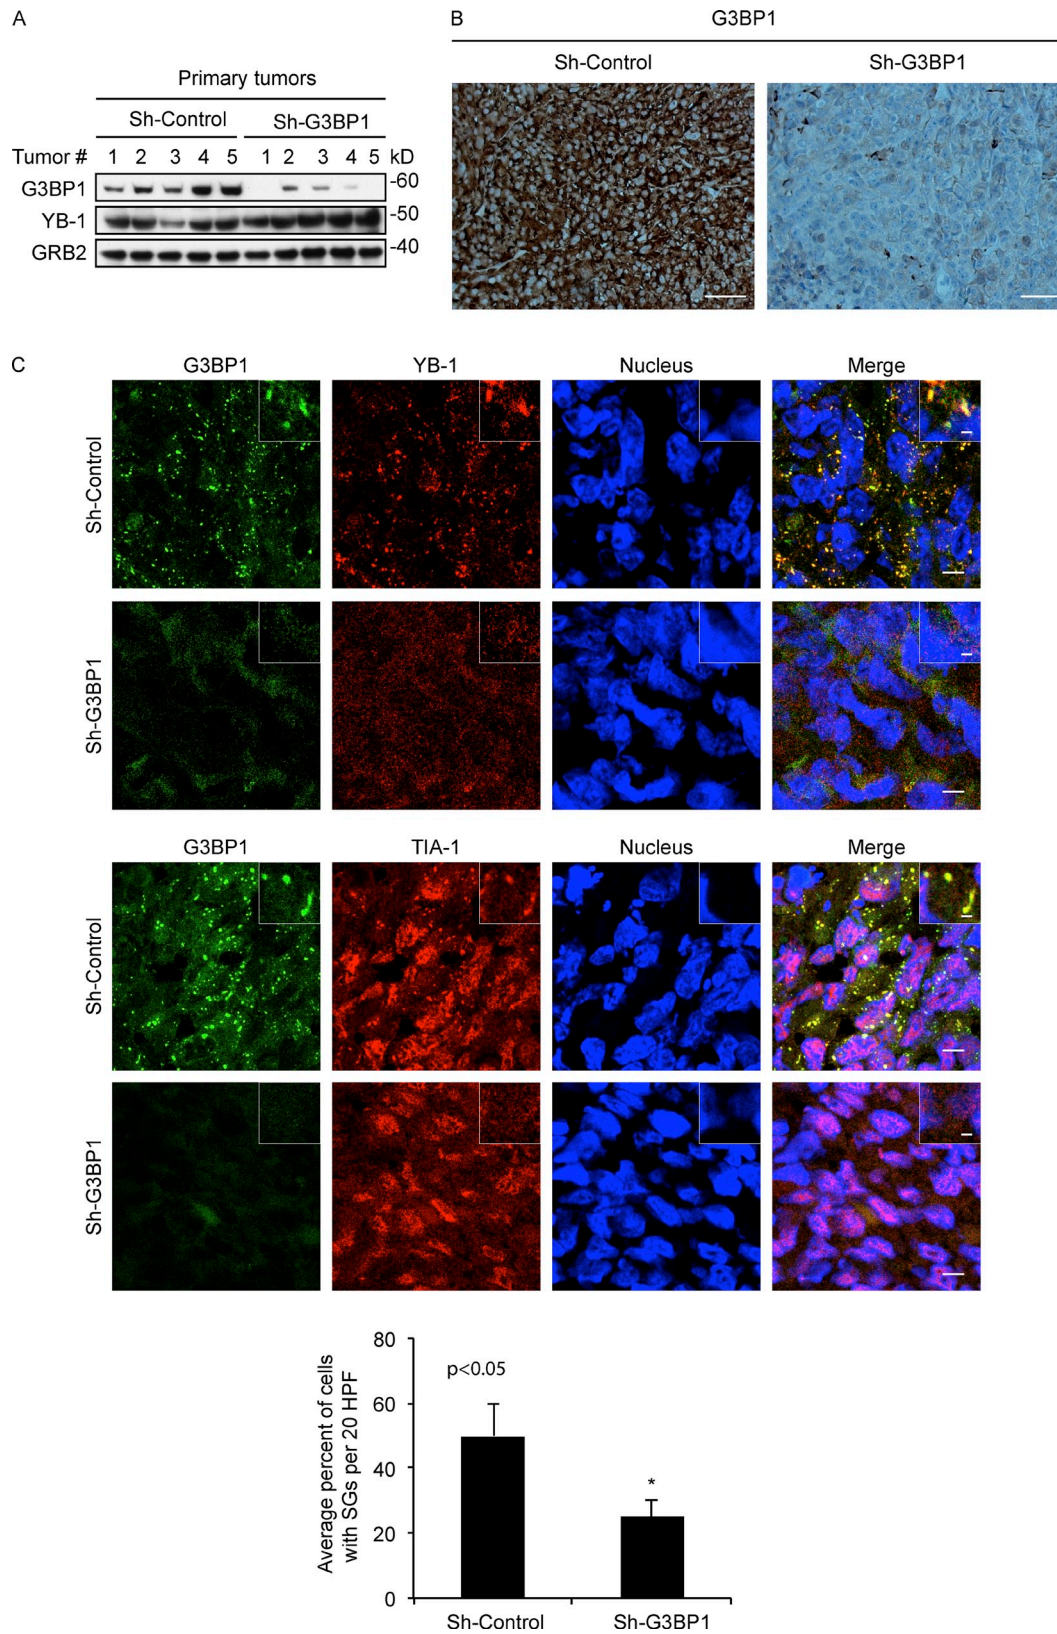 A
Primary tumors
Sh-Control Sh-G3BP1
Tumor # 1 2 3 4 5 1 2 3 4 5 kD
G3BP1 -60
YB-1 -50
GRB2 -40
B
G3BP1
Sh-Control Sh-G3BP1
C
G3BP1 YB-1 Nucleus Merge
Sh-Control
Sh-G3BP1
G3BP1 TIA-1 Nucleus Merge
Sh-Control
Sh-G3BP1
Average percent of cells
with SGs per 20 HPF
80
60
40
20
0
p<0.05
*
Sh-Control Sh-G3BP1